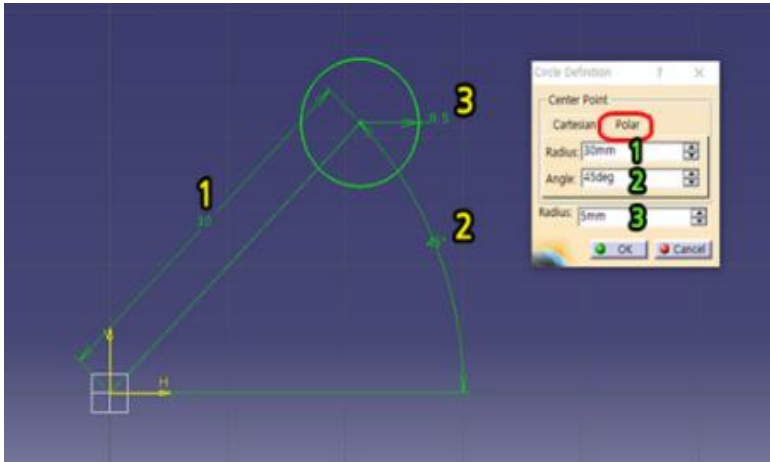 Circle Definition ? ×
Center Point
Cartesian Polar
Radius: 30mm 1
Angle: 45deg 2
Radius: 5mm 3
OK Cancel
3
R 5
1
30
2
45°
V
H